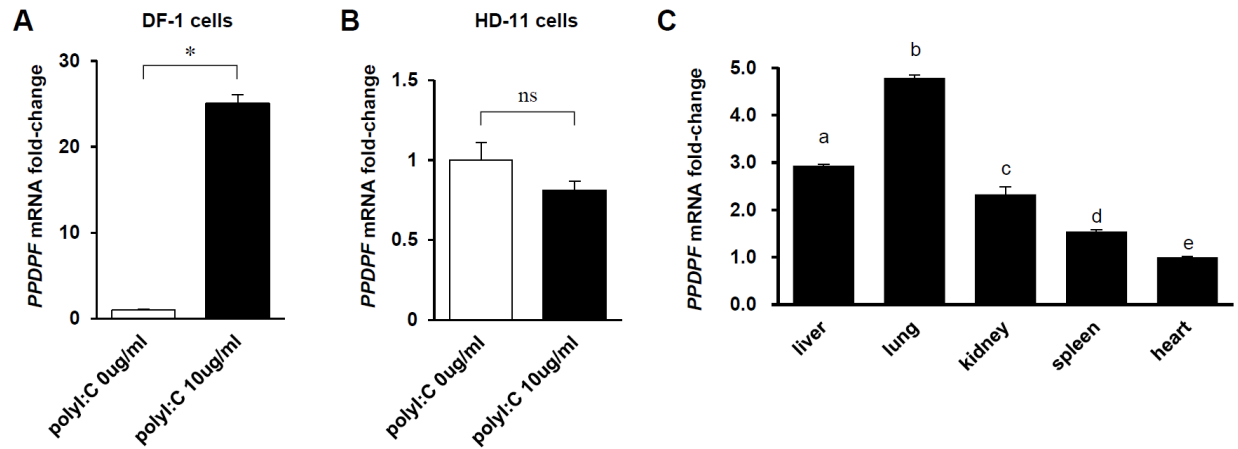 A
DF-1 cells
PPDPF mRNA fold-change
30
20
10
0
*
polyI:C 0ug/ml
polyI:C 10ug/ml
B
HD-11 cells
PPDPF mRNA fold-change
1.5
1
0.5
0
ns
polyI:C 0ug/ml
polyI:C 10ug/ml
C
PPDPF mRNA fold-change
5.0
4.0
3.0
2.0
1.0
0.0
a
b
c
d
e
liver
lung
kidney
spleen
heart